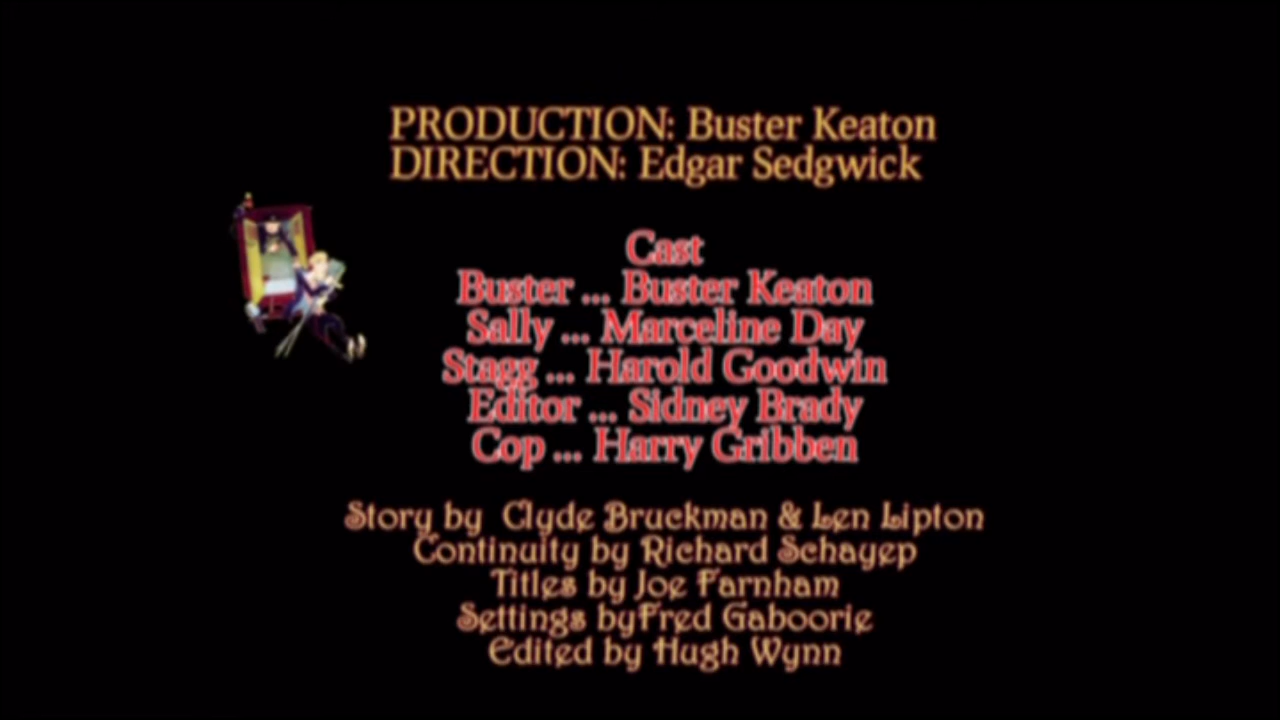 PRODUCTION: Buster Keaton
DIRECTION: Edgar Sedgwick
Cast
Buster ... Buster Keaton
Sally ... Marceline Day
Stagg ... Harold Goodwin
Editor ... Sidney Brady
Cop ... Harry Gribben
Story by Clyde Bruckman & Len Lipton
Continuity by Richard Schayep
Titles by Joe Farnham
Settings byFred Gaboorie
Edited by Hugh Wynn